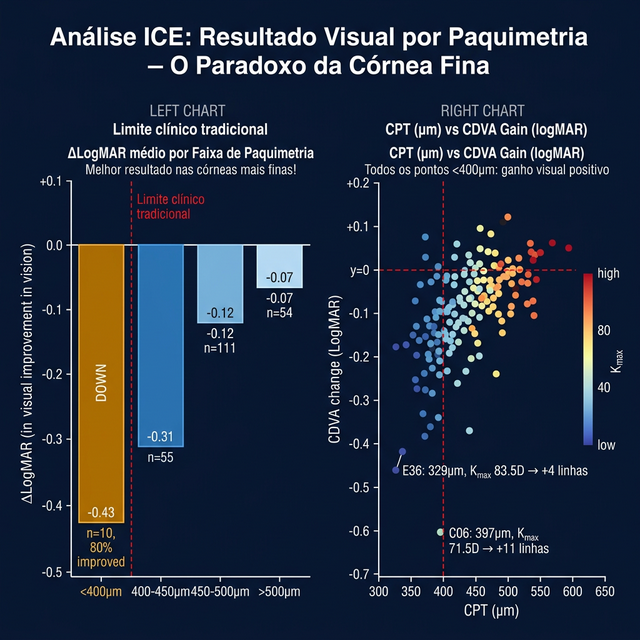 Análise ICE: Resultado Visual por Paquimetria
– O Paradoxo da Córnea Fina
LEFT CHART
Limite clínico tradicional
ΔLogMAR médio por Faixa de Paquimetria
Melhor resultado nas córneas mais finas!
+0.1
0.0
-0.1
-0.2
-0.3
-0.4
-0.5
ΔLogMAR (in visual improvement in vision)
Limite clínico
tradicional
DOWN
-0.43
n=10,
80%
improved
-0.31
n=55
-0.12
-0.12
n=111
-0.07
-0.07
n=54
<400μm
400-450μm
450-500μm
>500μm
RIGHT CHART
CPT (μm) vs CDVA Gain (logMAR)
CPT (μm) vs CDVA Gain (logMAR)
Todos os pontos <400μm: ganho visual positivo
+0.2
+0.1
y=0
-0.1
-0.2
-0.3
-0.4
-0.6
-0.6
-0.7
CDVA change (LogMAR)
E36: 329μm, Kmax 83.5D → +4 linhas
C06: 397μm, Kmax
71.5D → +11 linhas
high
80
40
low
Kmax
300
350
400
450
500
550
600
650
CPT (μm)